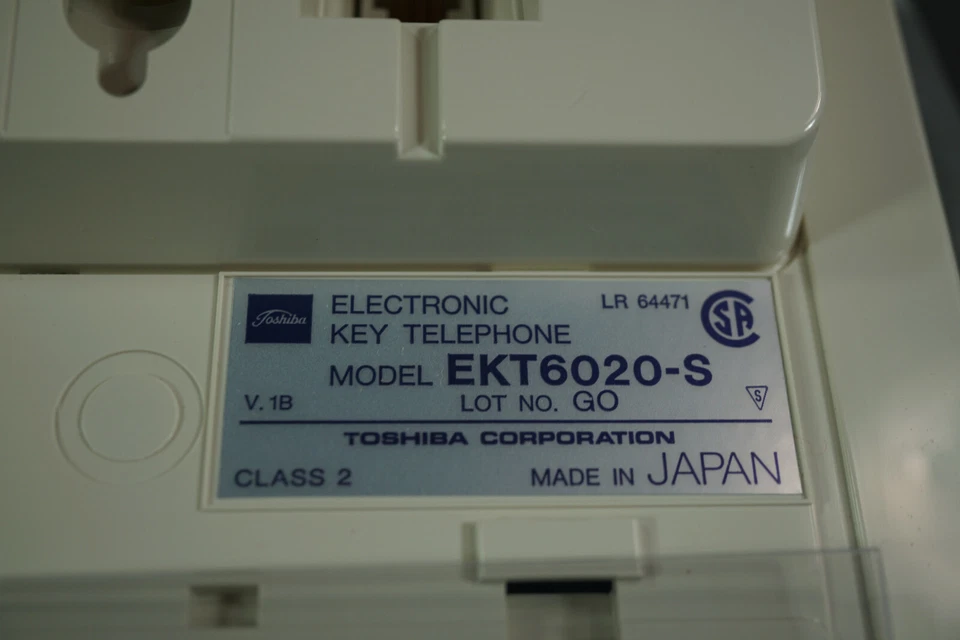 Toshiba
ELECTRONIC
KEY TELEPHONE
LR 64471
CSA
MODEL EKT6020-S
V. 1B
LOT NO. GO
S
TOSHIBA CORPORATION
CLASS 2
MADE IN JAPAN